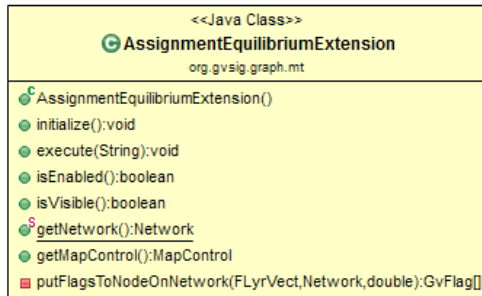 <<Java Class>>
C AssignmentEquilibriumExtension
org.gvsig.graph.mt
C AssignmentEquilibriumExtension()
initialize():void
execute(String):void
isEnabled():boolean
isVisible():boolean
S getNetwork():Network
getMapControl():MapControl
putFlagsToNodeOnNetwork(FLyrVect,Network,double):GvFlag[]